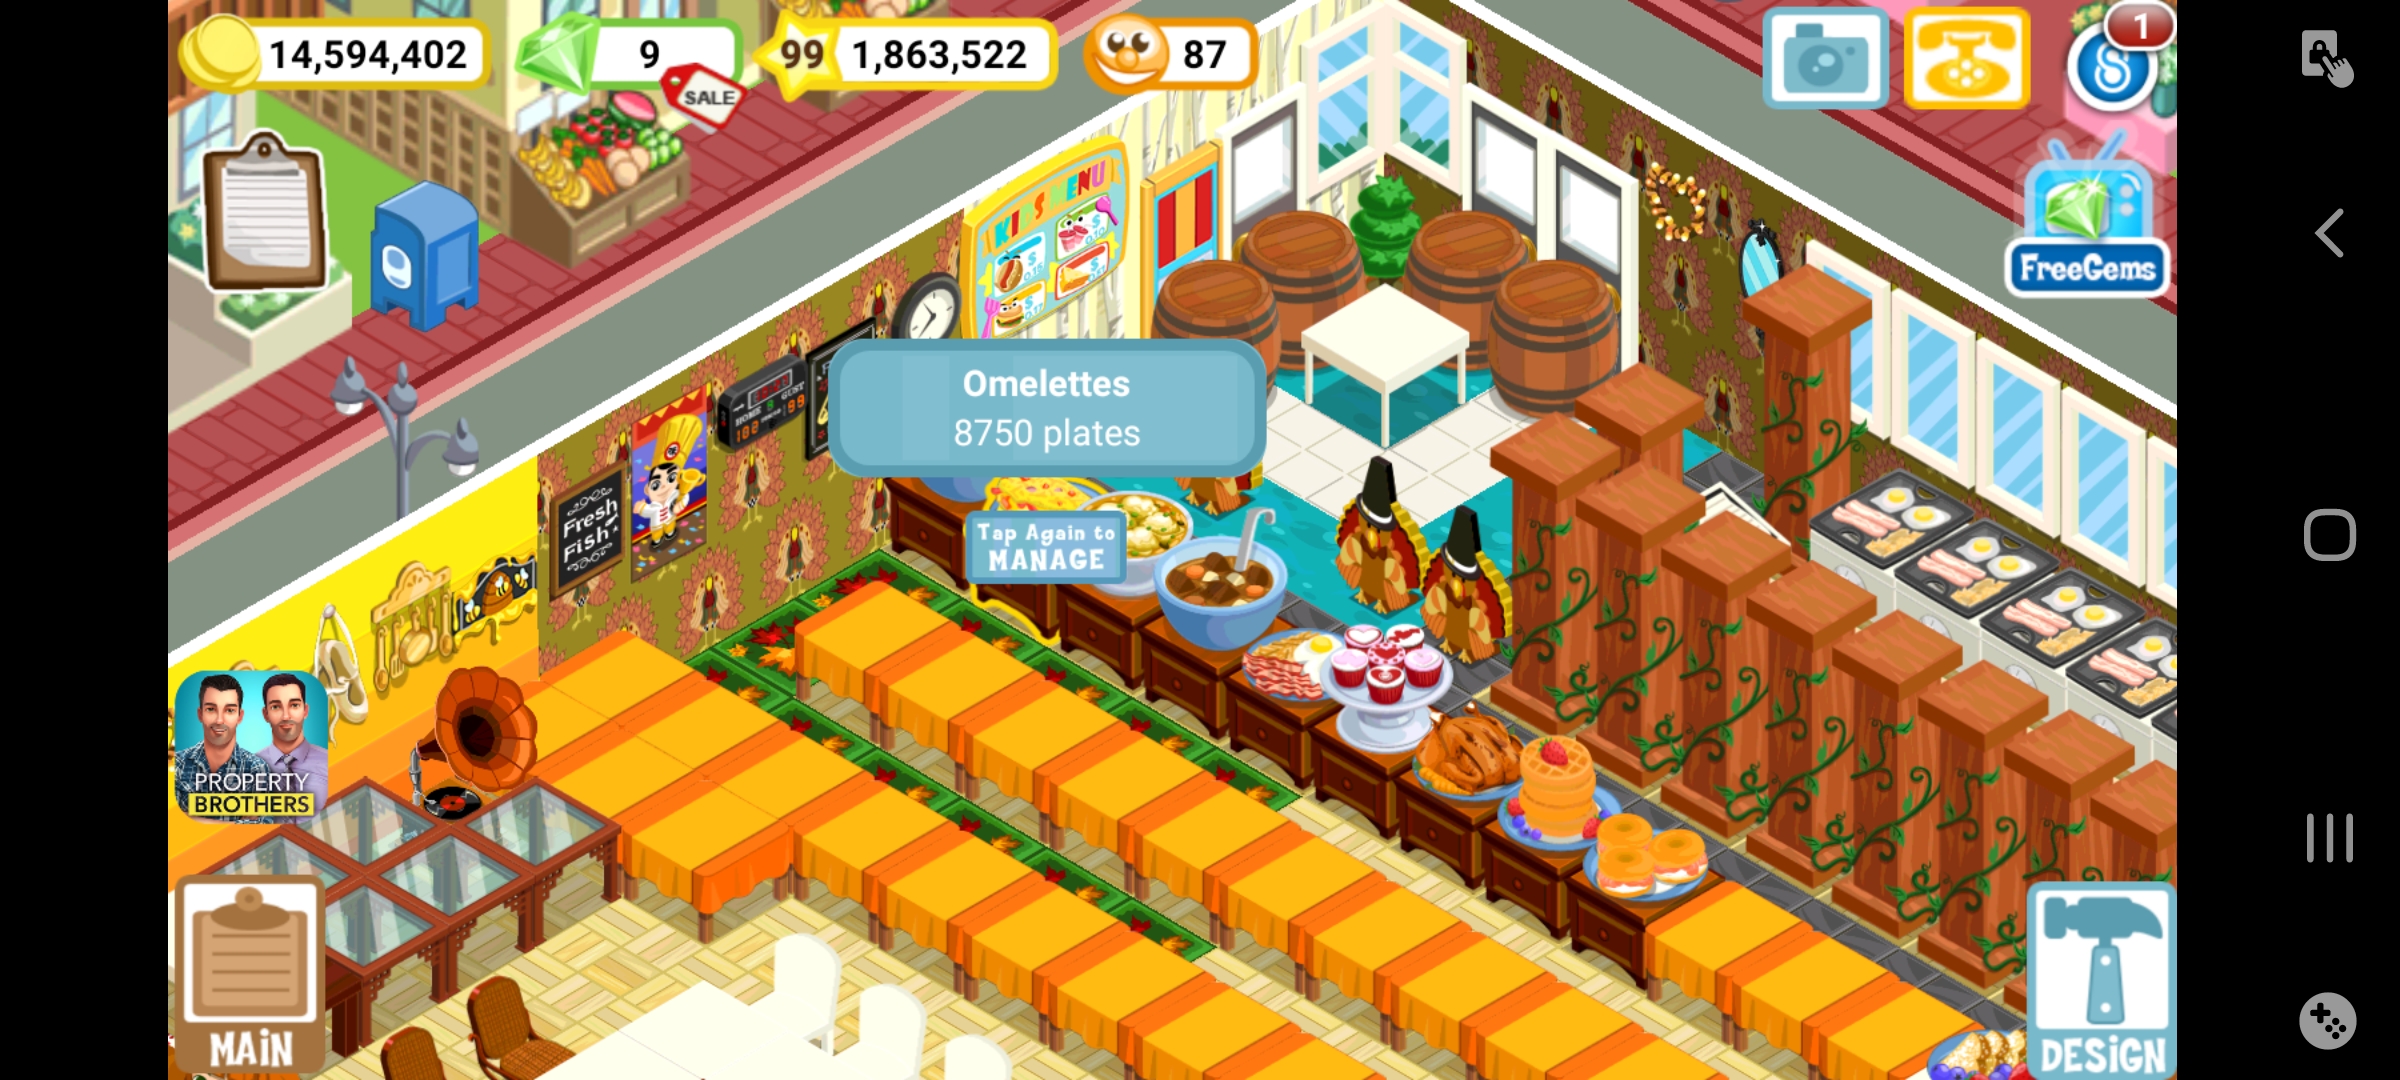 14,594,402
9
SALE
99
1,863,522
87
1
FreeGems
KIDS MENU
Omelettes
8750 plates
Tap Again to
MANAGE
Fresh
Fish
PROPERTY
BROTHERS
MAIN
DESIGN